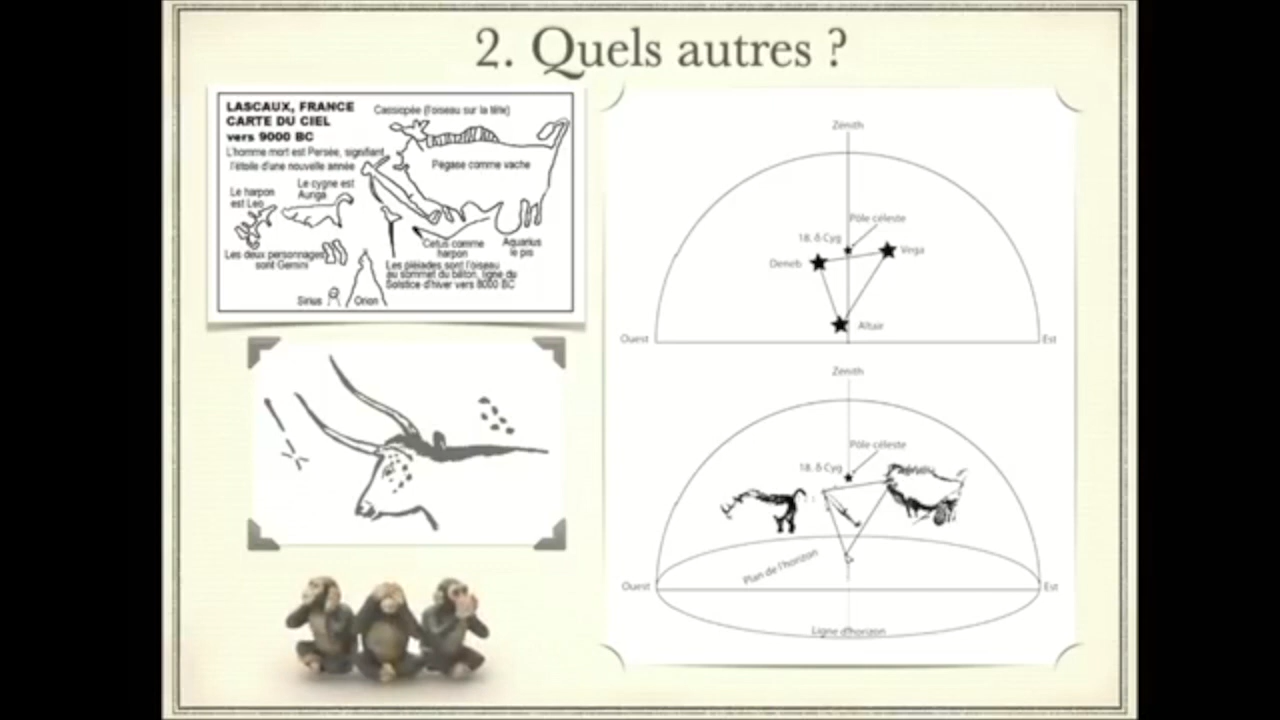 2. Quels autres ?
LASCAUX, FRANCE
CARTE DU CIEL
vers 9000 BC
Cassiopée (l'oiseau sur la tête)
L'homme mort est Persée, signifiant
l'étoile d'une nouvelle année
Pégase comme vache
Le harpon
est Leo
Le cygne est
Auriga
Les deux personnages
sont Gemini
Cetus comme
harpon
Aquarius
le pis
Les pléiades sont l'oiseau
au sommet du bâton, ligne du
Solstice d'hiver vers 8000 BC
Sirius
Orion
Zénith
Pôle céleste
18. δ Cyg
Deneb
Vega
Altair
Ouest
Est
Zénith
Pôle céleste
18. δ Cyg
Plan de l'horizon
Ouest
Est
Ligne d'horizon